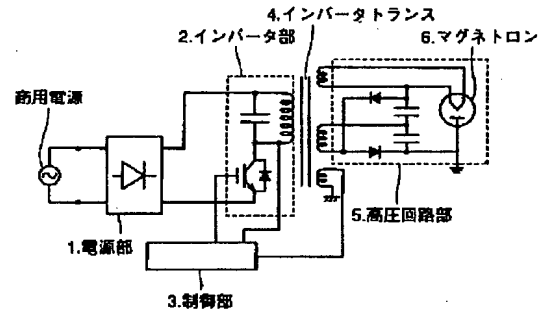 4.インバータトランス
2.インバータ部
6.マグネトロン
商用電源
1.電源部
5.高圧回路部
3.制御部